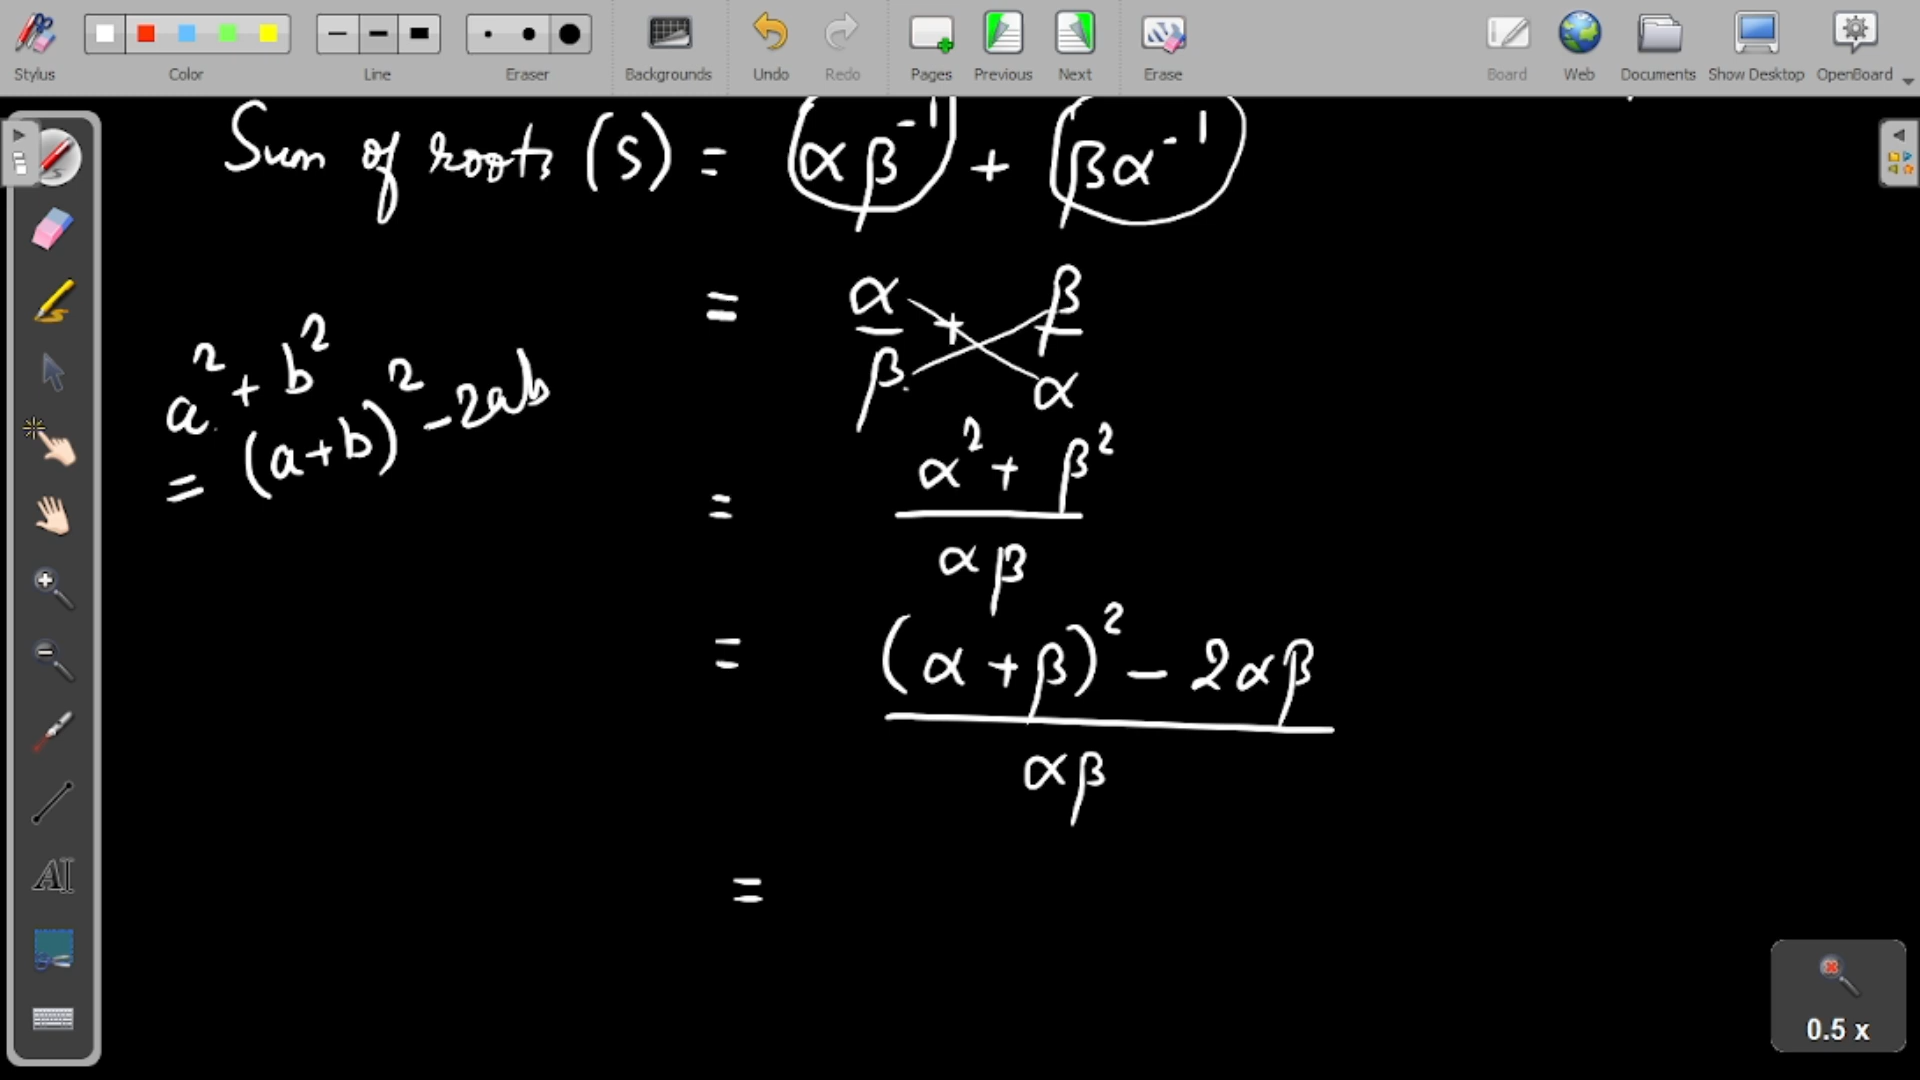 Stylus Color Line Eraser Backgrounds Undo Redo Pages Previous Next Erase Board Web Documents Show Desktop OpenBoard
Sum of roots (S) = αβ⁻¹ + βα⁻¹
= α/β + β/α
a² + b²
= (a+b)² - 2ab
= (α² + β²)/αβ
= ((α + β)² - 2αβ)/αβ
=
AI
0.5 x